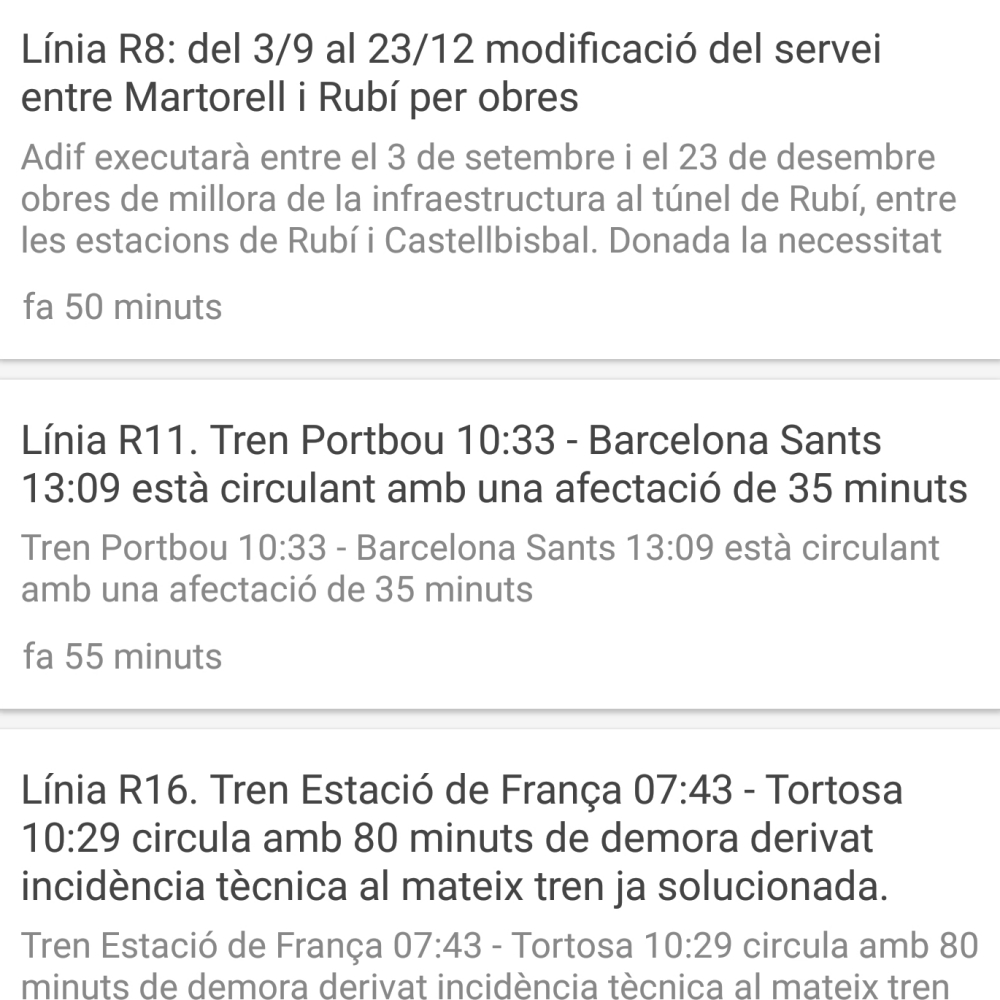 Línia R8: del 3/9 al 23/12 modificació del servei
entre Martorell i Rubí per obres
Adif executarà entre el 3 de setembre i el 23 de desembre
obres de millora de la infraestructura al túnel de Rubí, entre
les estacions de Rubí i Castellbisbal. Donada la necessitat
fa 50 minuts
Línia R11. Tren Portbou 10:33 - Barcelona Sants
13:09 està circulant amb una afectació de 35 minuts
Tren Portbou 10:33 - Barcelona Sants 13:09 està circulant
amb una afectació de 35 minuts
fa 55 minuts
Línia R16. Tren Estació de França 07:43 - Tortosa
10:29 circula amb 80 minuts de demora derivat
incidència tècnica al mateix tren ja solucionada.
Tren Estació de França 07:43 - Tortosa 10:29 circula amb 80
minuts de demora derivat incidència tècnica al mateix tren